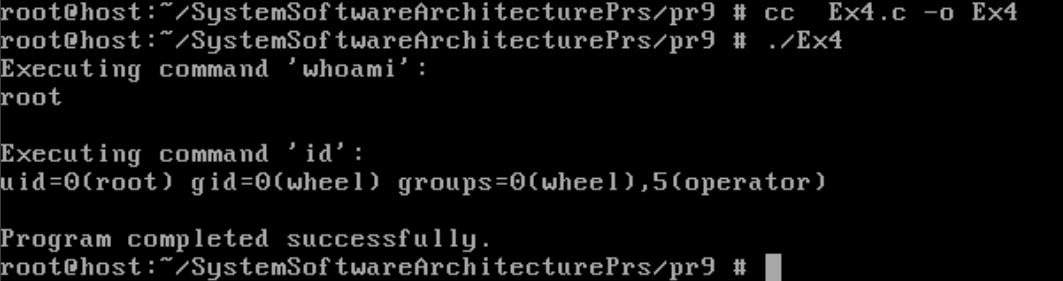 root@host:~/SystemSoftwareArchitecturePrs/pr9 # cc  Ex4.c -o Ex4
root@host:~/SystemSoftwareArchitecturePrs/pr9 # ./Ex4
Executing command 'whoami':
root

Executing command 'id':
uid=0(root) gid=0(wheel) groups=0(wheel),5(operator)

Program completed successfully.
root@host:~/SystemSoftwareArchitecturePrs/pr9 #